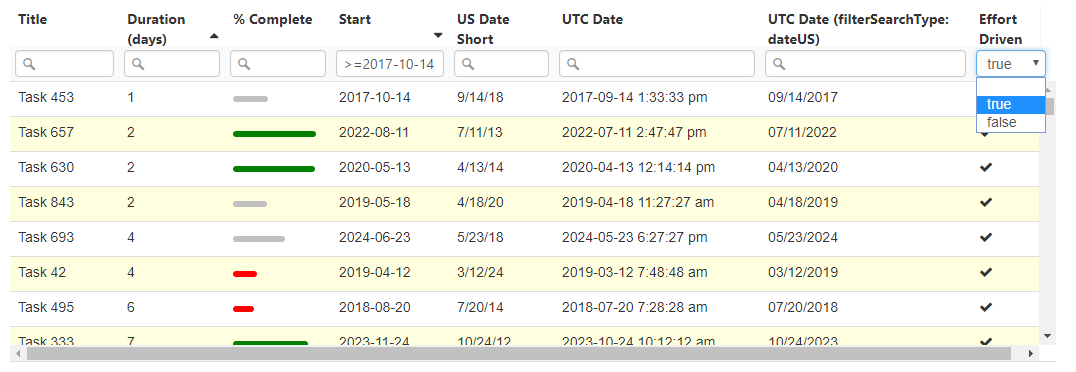 Title Duration (days) % Complete Start US Date Short UTC Date UTC Date (filterSearchType: dateUS) Effort Driven
>=2017-10-14 true
true
false
Task 453 1 2017-10-14 9/14/18 2017-09-14 1:33:33 pm 09/14/2017
Task 657 2 2022-08-11 7/11/13 2022-07-11 2:47:47 pm 07/11/2022
Task 630 2 2020-05-13 4/13/14 2020-04-13 12:14:14 pm 04/13/2020
Task 843 2 2019-05-18 4/18/20 2019-04-18 11:27:27 am 04/18/2019
Task 693 4 2024-06-23 5/23/18 2024-05-23 6:27:27 pm 05/23/2024
Task 42 4 2019-04-12 3/12/24 2019-03-12 7:48:48 am 03/12/2019
Task 495 6 2018-08-20 7/20/14 2018-07-20 7:28:28 am 07/20/2018
Task 333 7 2023-11-24 10/24/12 2023-10-24 10:12:12 am 10/24/2023